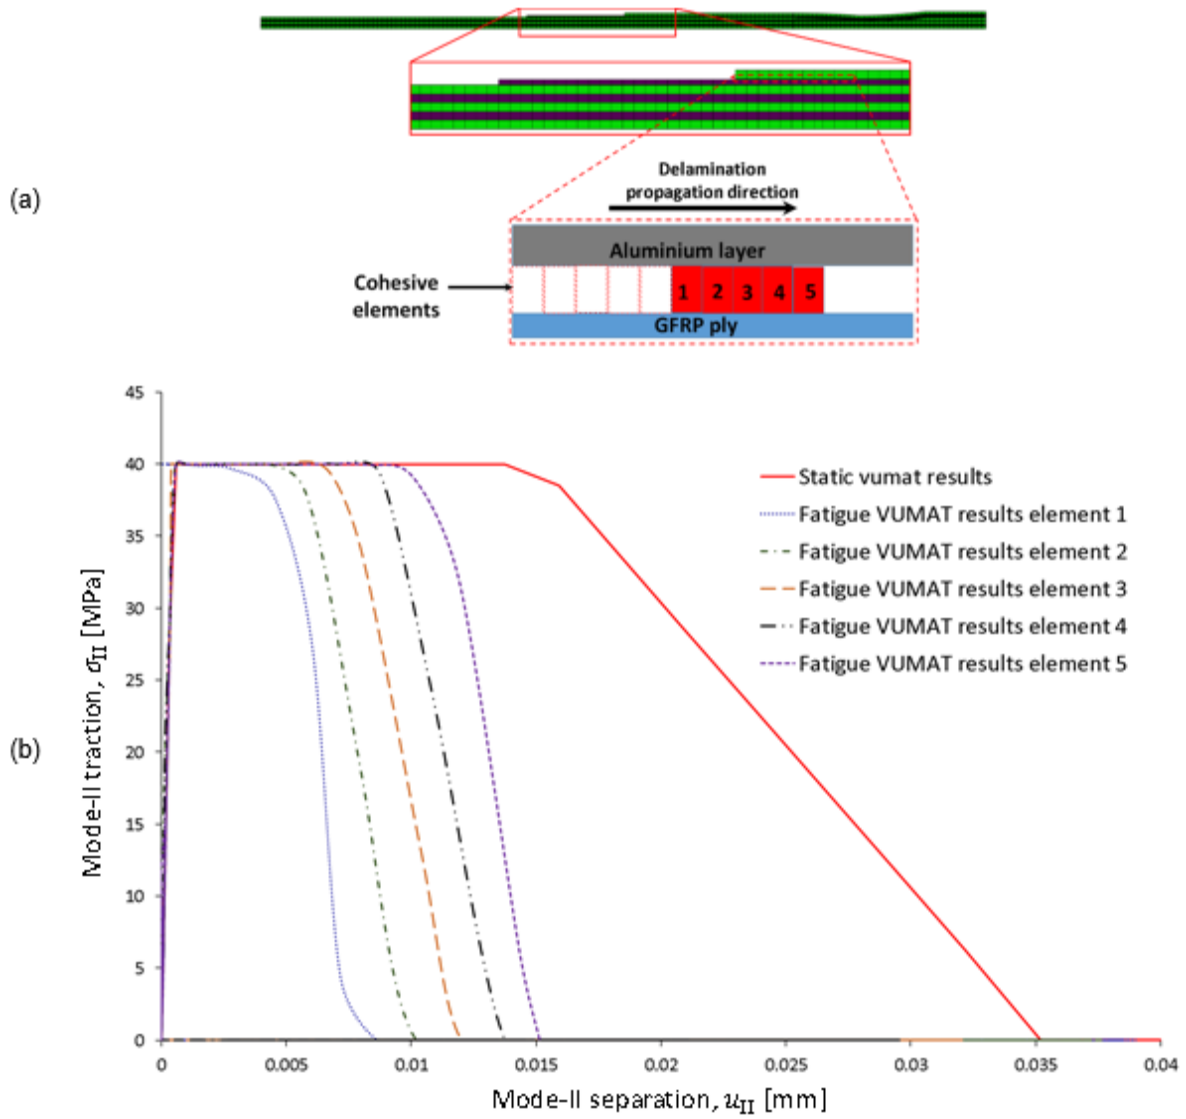 (a)
Delamination
propagation direction
Aluminium layer
Cohesive
elements
1 2 3 4 5
GFRP ply
(b)
Mode-II traction, σII [MPa]
45
40
35
30
25
20
15
10
5
0
Static vumat results
Fatigue VUMAT results element 1
Fatigue VUMAT results element 2
Fatigue VUMAT results element 3
Fatigue VUMAT results element 4
Fatigue VUMAT results element 5
0 0.005 0.01 0.015 0.02 0.025 0.03 0.035 0.04
Mode-II separation, uII [mm]